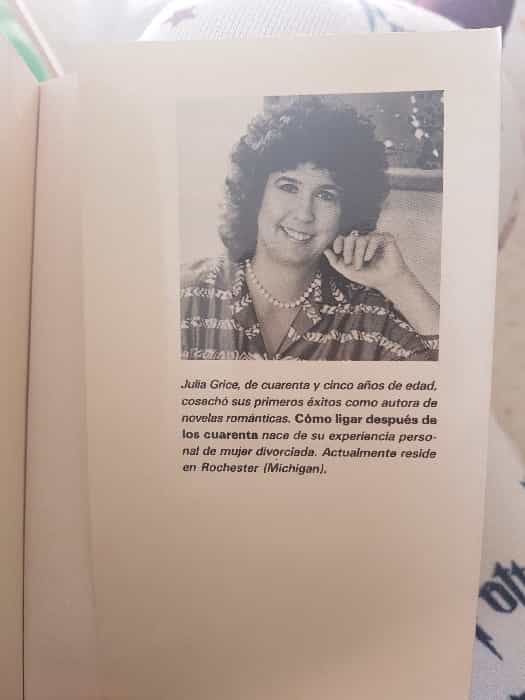 Julia Grice, de cuarenta y cinco años de edad,
cosechó sus primeros éxitos como autora de
novelas románticas. Cómo ligar después de
los cuarenta nace de su experiencia perso-
nal de mujer divorciada. Actualmente reside
en Rochester (Michigan).